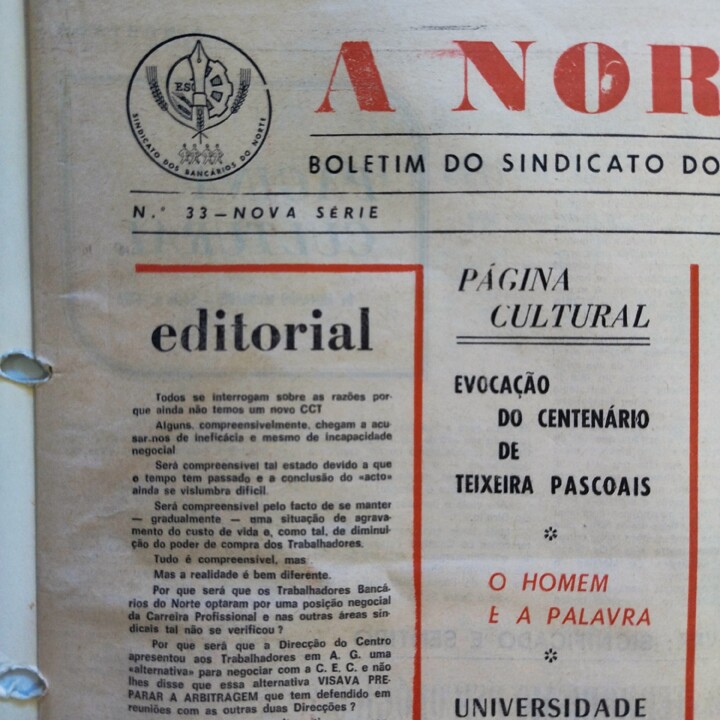 ES
SINDICATO DOS BANCÁRIOS DO NORTE
A NOR
BOLETIM DO SINDICATO DO
N.º 33 — NOVA SÉRIE
editorial
Todos se interrogam sobre as razões por-
que ainda não temos um novo CCT
Alguns, compreensivelmente, chegam a acu-
sar.nos de ineficácia e mesmo de incapacidade
negocial
Será compreensível tal estado devido a que
o tempo tem passado e a conclusão do «acto»
ainda se vislumbra difícil.
Será compreensível pelo facto de se manter
— gradualmente — uma situação de agrava-
mento do custo de vida e, como tal, de diminui-
ção do poder de compra dos Trabalhadores.
Tudo é compreensível, mas
Mas a realidade é bem diferente.
Por que será que os Trabalhadores Bancá-
rios do Norte optaram por uma posição negocial
da Carreira Profissional e nas outras áreas sin-
dicais tal não se verificou?
Por que será que a Direcção do Centro
apresentou aos Trabalhadores em A. G. uma
«alternativa» para negociar com a C. E. C. e não
lhes disse que essa alternativa VISAVA PRE-
PARAR A ARBITRAGEM que tem defendido em
reuniões com as outras duas Direcções?
PÁGINA
CULTURAL
EVOCAÇÃO
DO CENTENÁRIO
DE
TEIXEIRA PASCOAIS
*
O HOMEM
E A PALAVRA
*
UNIVERSIDADE